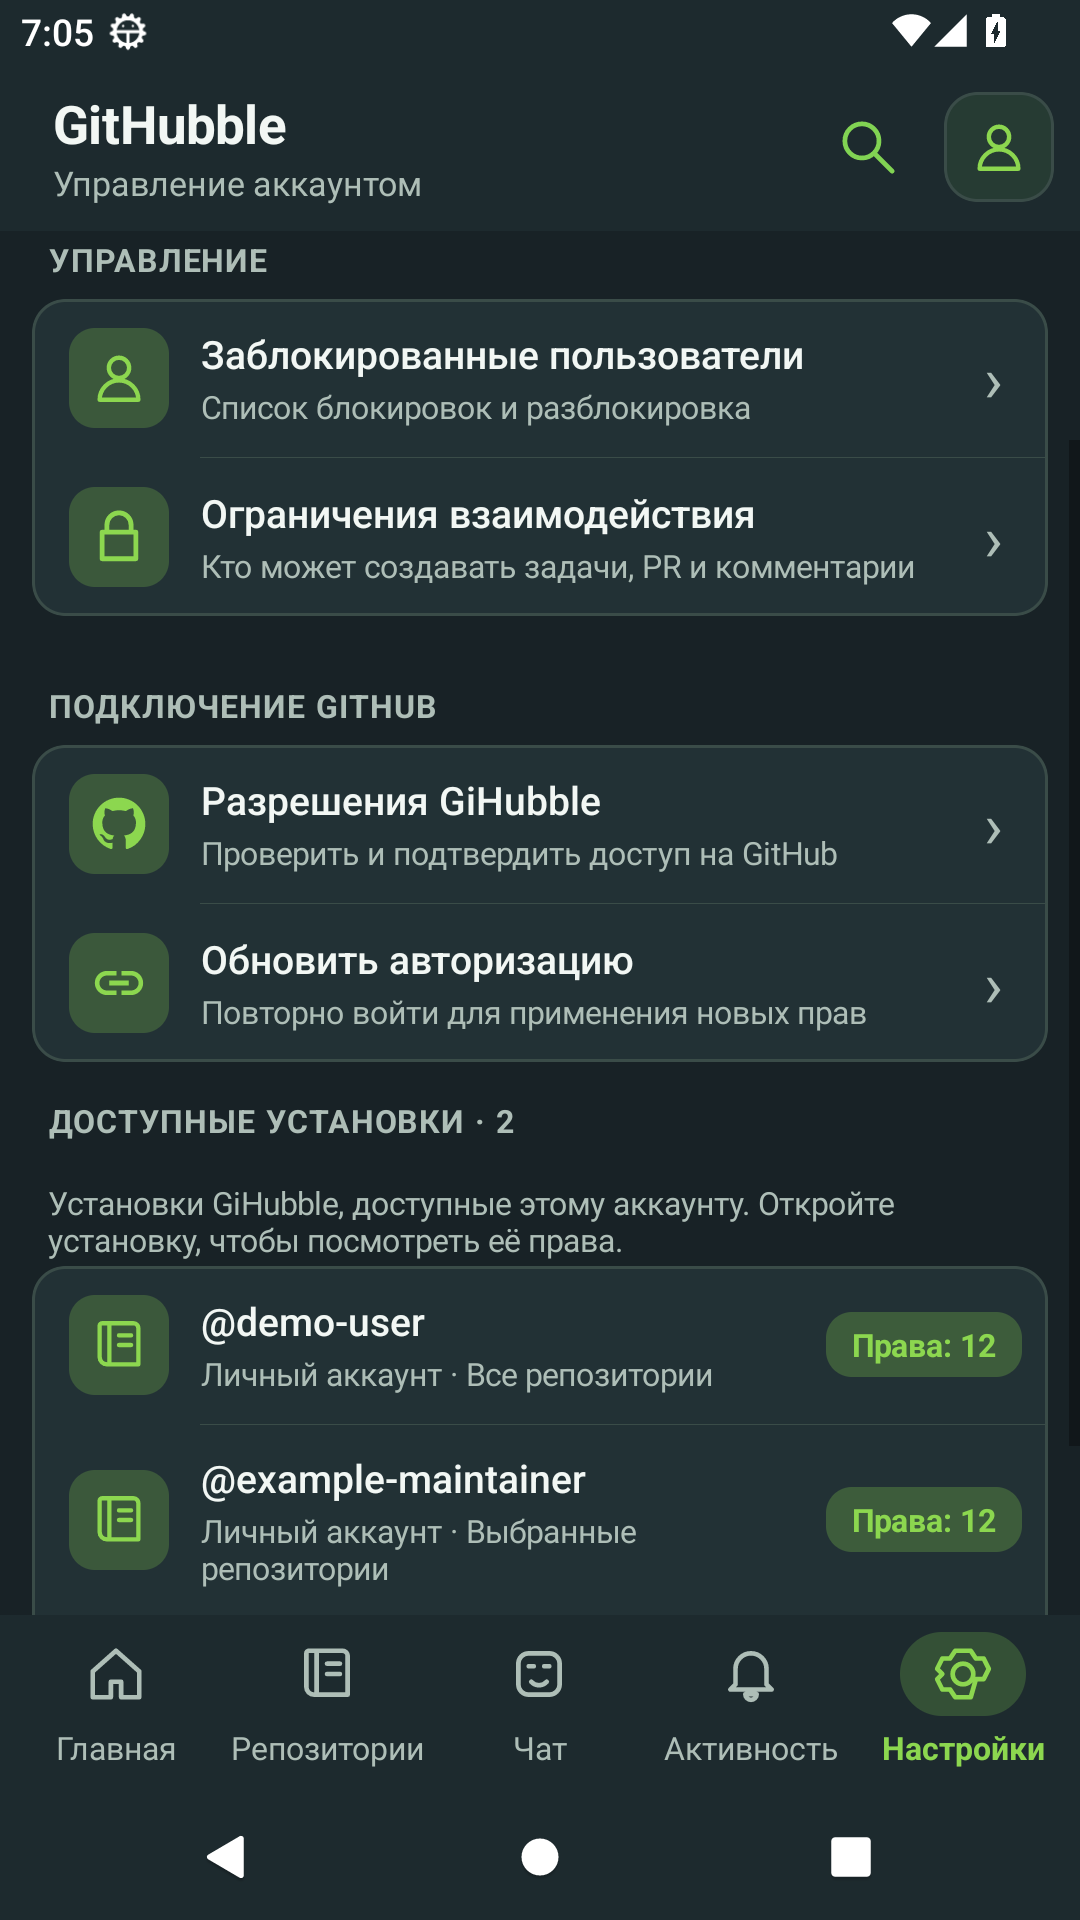 7:05
GitHubble
Управление аккаунтом
УПРАВЛЕНИЕ
Заблокированные пользователи
Список блокировок и разблокировка
Ограничения взаимодействия
Кто может создавать задачи, PR и комментарии
ПОДКЛЮЧЕНИЕ GITHUB
Разрешения GiHubble
Проверить и подтвердить доступ на GitHub
Обновить авторизацию
Повторно войти для применения новых прав
ДОСТУПНЫЕ УСТАНОВКИ · 2
Установки GiHubble, доступные этому аккаунту. Откройте
установку, чтобы посмотреть её права.
@demo-user
Личный аккаунт · Все репозитории
Права: 12
@example-maintainer
Личный аккаунт · Выбранные
репозитории
Права: 12
Главная
Репозитории
Чат
Активность
Настройки